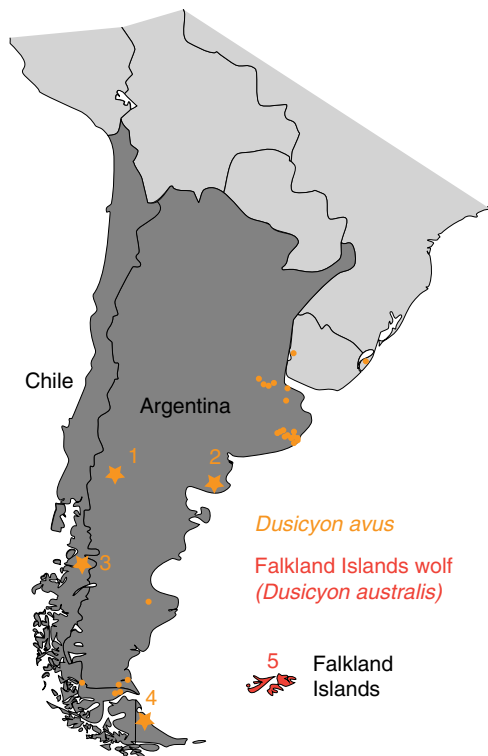 Chile
Argentina
1
2
3
Dusicyon avus
Falkland Islands wolf
(Dusicyon australis)
5
Falkland
Islands
4